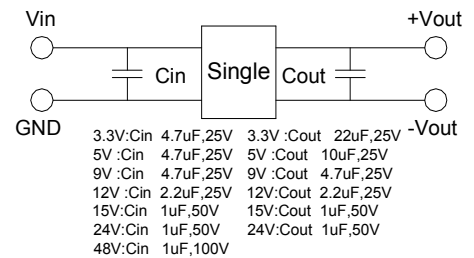 Vin +Vout
Cin Single Cout
GND -Vout
3.3V:Cin 4.7uF,25V 3.3V :Cout 22uF,25V
5V :Cin 4.7uF,25V 5V :Cout 10uF,25V
9V :Cin 4.7uF,25V 9V :Cout 4.7uF,25V
12V :Cin 2.2uF,25V 12V:Cout 2.2uF,25V
15V:Cin 1uF,50V 15V:Cout 1uF,50V
24V:Cin 1uF,50V 24V:Cout 1uF,50V
48V:Cin 1uF,100V